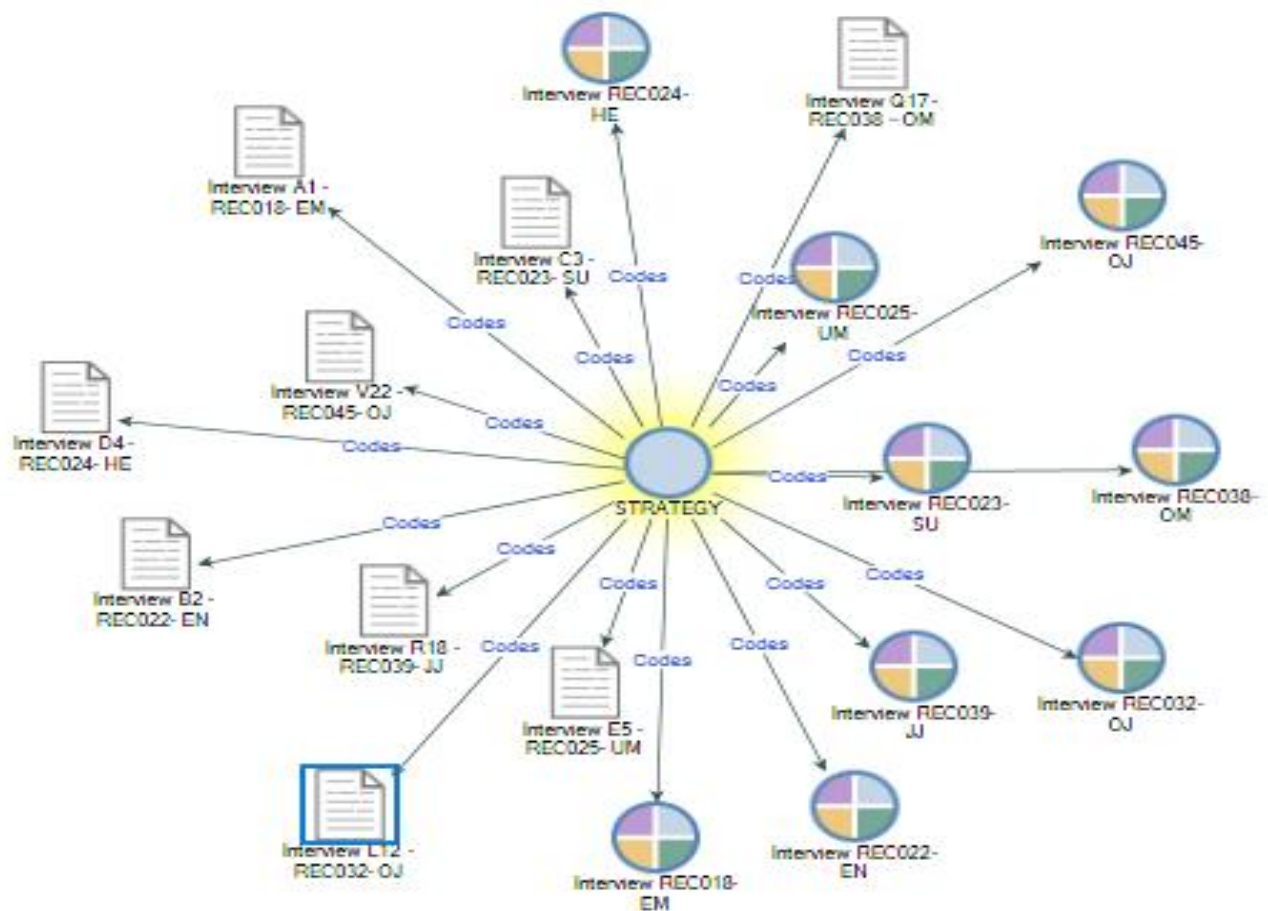 Interview REC024-
HE
Interview Q17 -
REC038 - OM
Interview A1 -
REC018- EM
Interview C3 -
REC023- SU
Interview REC045-
OJ
Codes
Codes
Interview REC025-
UM
Codes
Interview V22 -
REC045- OJ
Codes
Codes
Codes
Interview D4 -
REC024- HE
Codes
Codes
Codes
Interview REC023-
SU
Interview REC038-
OM
STRATEGY
Codes
Codes
Codes
Codes
Codes
Interview B2 -
REC022- EN
Interview R18 -
REC039- JJ
Codes
Codes
Codes
Interview REC039-
JJ
Interview REC032-
OJ
Interview E5 -
REC025- UM
Interview L12 -
REC032- OJ
Interview REC018-
EM
Interview REC022-
EN